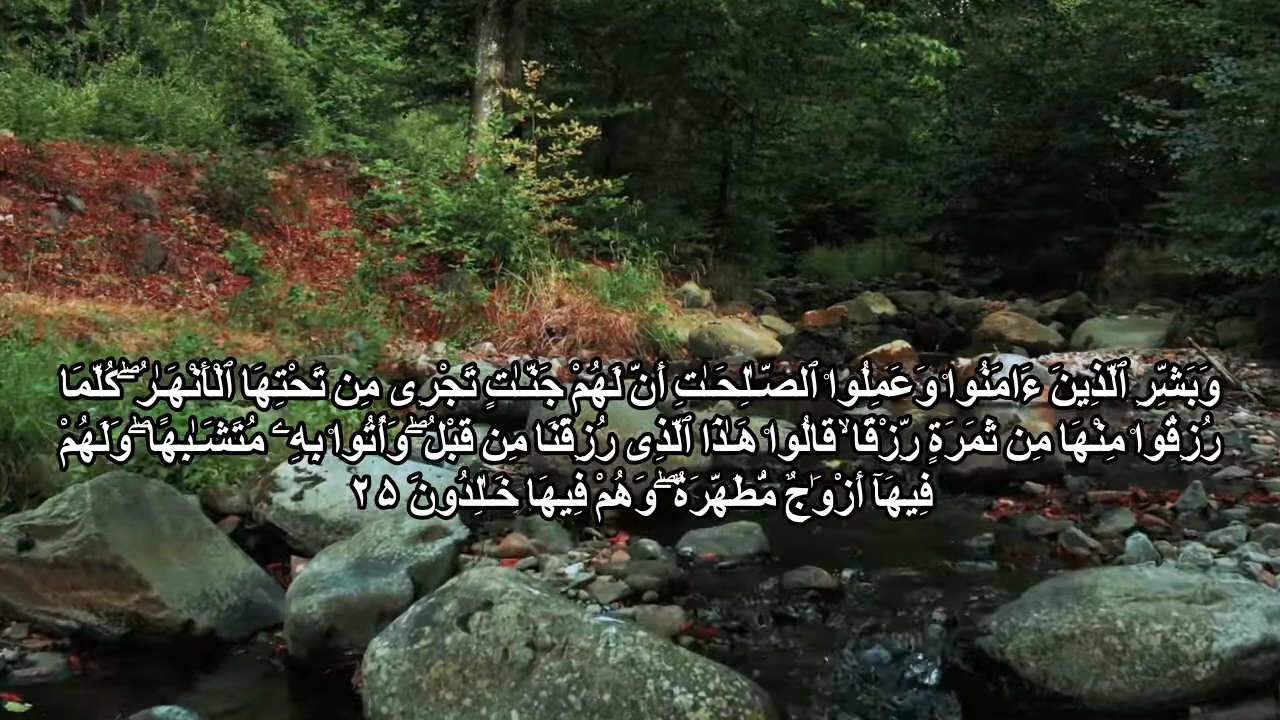 وَبَشِّرِ ٱلَّذِينَ ءَامَنُوا۟ وَعَمِلُوا۟ ٱلصَّـٰلِحَـٰتِ أَنَّ لَهُمْ جَنَّـٰتٍ تَجْرِى مِن تَحْتِهَا ٱلْأَنْهَـٰرُ ۖ كُلَّمَا
رُزِقُوا۟ مِنْهَا مِن ثَمَرَةٍ رِّزْقًا ۙ قَالُوا۟ هَـٰذَا ٱلَّذِى رُزِقْنَا مِن قَبْلُ ۖ وَأُتُوا۟ بِهِۦ مُتَشَـٰبِهًا ۖ وَلَهُمْ
فِيهَآ أَزْوَٰجٌ مُّطَهَّرَةٌ ۖ وَهُمْ فِيهَا خَـٰلِدُونَ ٢٥